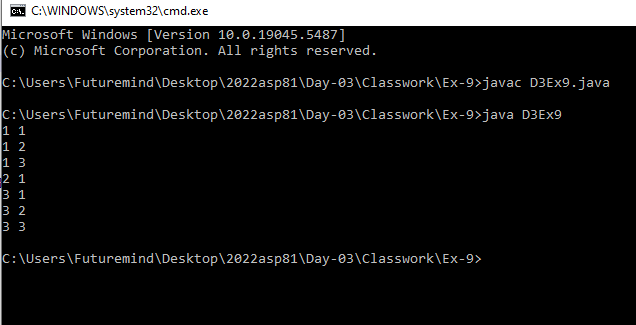 C:\WINDOWS\system32\cmd.exe
Microsoft Windows [Version 10.0.19045.5487]
(c) Microsoft Corporation. All rights reserved.
C:\Users\Futuremind\Desktop\2022asp81\Day-03\Classwork\Ex-9>javac D3Ex9.java
C:\Users\Futuremind\Desktop\2022asp81\Day-03\Classwork\Ex-9>java D3Ex9
1 1
1 2
1 3
2 1
3 1
3 2
3 3
C:\Users\Futuremind\Desktop\2022asp81\Day-03\Classwork\Ex-9>